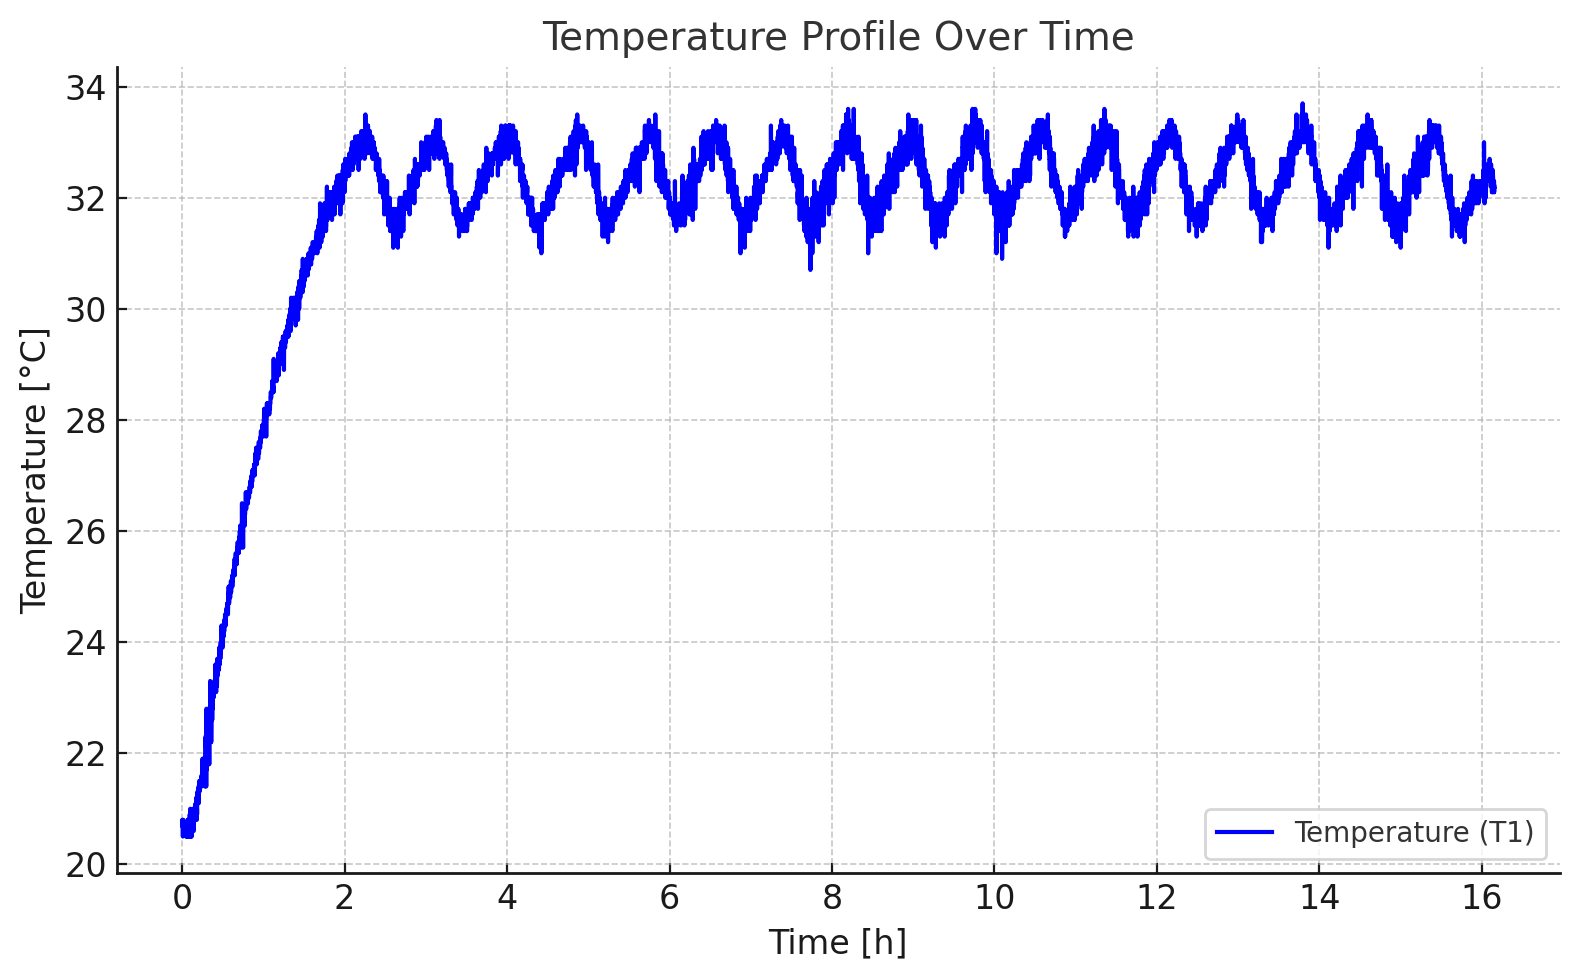 Temperature Profile Over Time
34
32
30
28
26
24
22
20
Temperature [°C]
0 2 4 6 8 10 12 14 16
Time [h]
Temperature (T1)